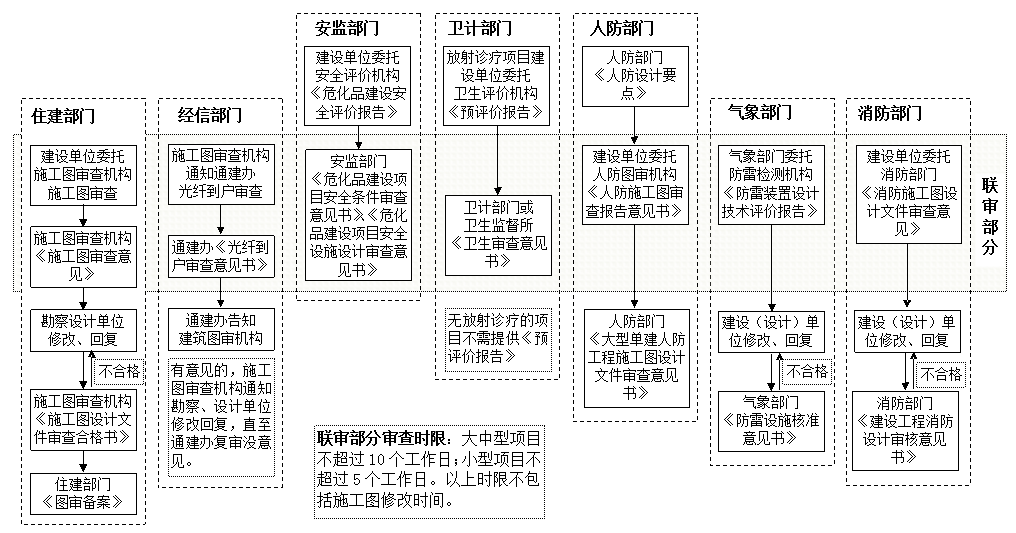 住建部门
建设单位委托
施工图审查机构
施工图审查
施工图审查机构
《施工图审查意
见》
勘察设计单位
修改、回复
不合格
施工图审查机构
《施工图设计文
件审查合格书》
住建部门
《图审备案》
经信部门
施工图审查机构
通知通建办
光纤到户审查
通建办《光纤到
户审查意见书》
通建办告知
建筑图审机构
有意见的，施工
图审查机构通知
勘察、设计单位
修改回复，直至
通建办复审没意
见。
安监部门
建设单位委托
安全评价机构
《危化品建设安
全评价报告》
安监部门
《危化品建设项
目安全条件审查
意见书》《危化
品建设项目安全
设施设计审查意
见书》
卫计部门
放射诊疗项目建
设单位委托
卫生评价机构
《预评价报告》
卫计部门或
卫生监督所
《卫生审查意见
书》
无放射诊疗的项
目不需提供《预
评价报告》
人防部门
人防部门
《人防设计要
点》
建设单位委托
人防图审机构
《人防施工图审
查报告意见书》
人防部门
《大型单建人防
工程施工图设计
文件审查意见
书》
气象部门
气象部门委托
防雷检测机构
《防雷装置设计
技术评价报告》
建设（设计）单
位修改、回复
不合格
气象部门
《防雷设施核准
意见书》
消防部门
建设单位委托
消防部门
《消防施工图设
计文件审查意
见》
建设（设计）单
位修改、回复
不合格
消防部门
《建设工程消防
设计审核意见
书》
联审部分
联审部分审查时限：大中型项目
不超过10个工作日；小型项目不
超过5个工作日。以上时限不包
括施工图修改时间。